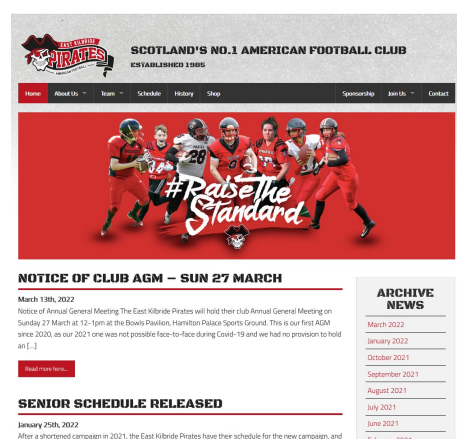 EAST KILBRIDE
PIRATES
AMERICAN FOOTBALL
SCOTLAND'S NO.1 AMERICAN FOOTBALL CLUB
ESTABLISHED 1985
Home About Us Team Schedule History Shop Sponsorship Join Us Contact
28
#RaiseThe
Standard
NOTICE OF CLUB AGM – SUN 27 MARCH
March 13th, 2022
Notice of Annual General Meeting The East Kilbride Pirates will hold their club Annual General Meeting on
Sunday 27 March at 12-1pm at the Bowls Pavilion, Hamilton Palace Sports Ground. This is our first AGM
since 2020, as our 2021 one was not possible face-to-face during Covid-19 and we had no provision to hold
an […]
Read more here...
SENIOR SCHEDULE RELEASED
January 25th, 2022
After a shortened campaign in 2021, the East Kilbride Pirates have their schedule for the new campaign, and
ARCHIVE
NEWS
March 2022
January 2022
October 2021
September 2021
August 2021
July 2021
June 2021